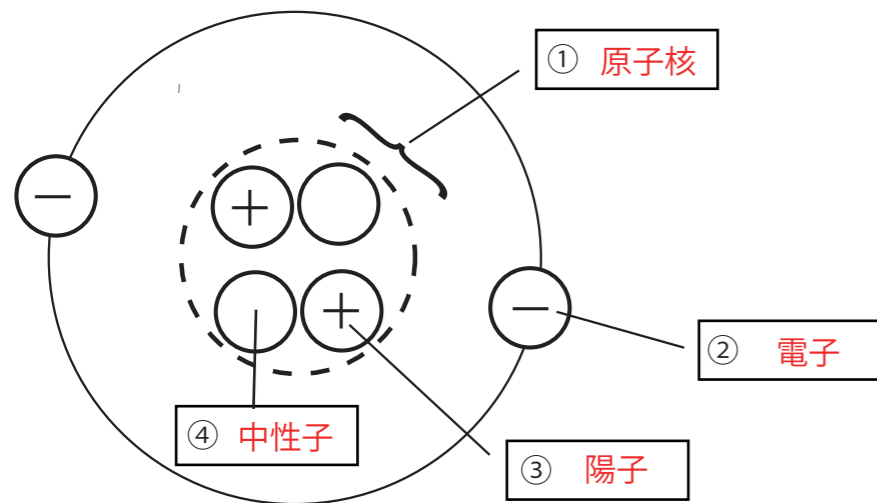 ① 原子核
− + 
− 
+
② 電子
④ 中性子
③ 陽子